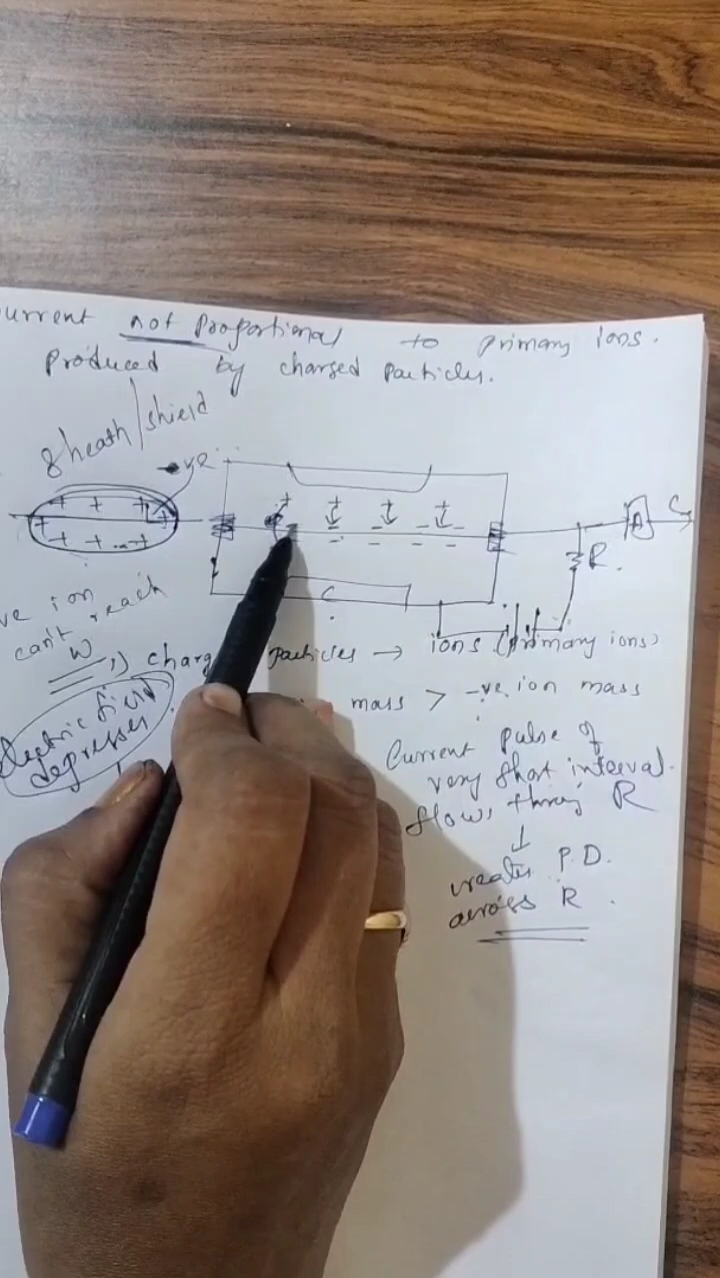 urrent not proportional to primary ions.
produced by charged particles.
sheath/shield
-ve
+ + +
+ +
+ + ... +
+ + + +
- - - -
C
R.
A
C
ve ion
can't reach
W
1) charg particles → ions (primary ions)
mass > -ve ion mass
electric field
depresses
Current pulse of
very short interval.
flows throug R
↓
creates P.D.
across R.